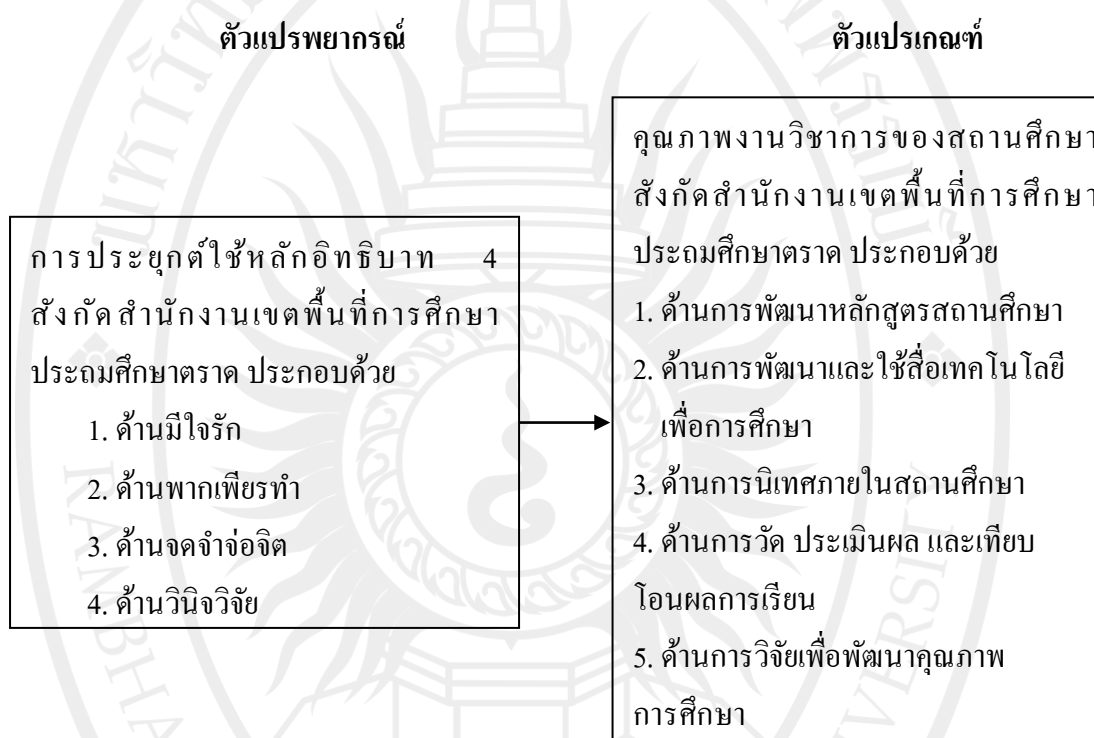 ตัวแปรพยากรณ์
ตัวแปรเกณฑ์
การประยุกต์ใช้หลักอิทธิบาท 4
สังกัดสำนักงานเขตพื้นที่การศึกษา
ประถมศึกษาตราด ประกอบด้วย
1. ด้านมีใจรัก
2. ด้านพากเพียรทำ
3. ด้านจดจำจ่อจิต
4. ด้านวินิจวิจัย
คุณภาพงานวิชาการของสถานศึกษา
สังกัดสำนักงานเขตพื้นที่การศึกษา
ประถมศึกษาตราด ประกอบด้วย
1. ด้านการพัฒนาหลักสูตรสถานศึกษา
2. ด้านการพัฒนาและใช้สื่อเทคโนโลยี
เพื่อการศึกษา
3. ด้านการนิเทศภายในสถานศึกษา
4. ด้านการวัด ประเมินผล และเทียบ
โอนผลการเรียน
5. ด้านการวิจัยเพื่อพัฒนาคุณภาพ
การศึกษา